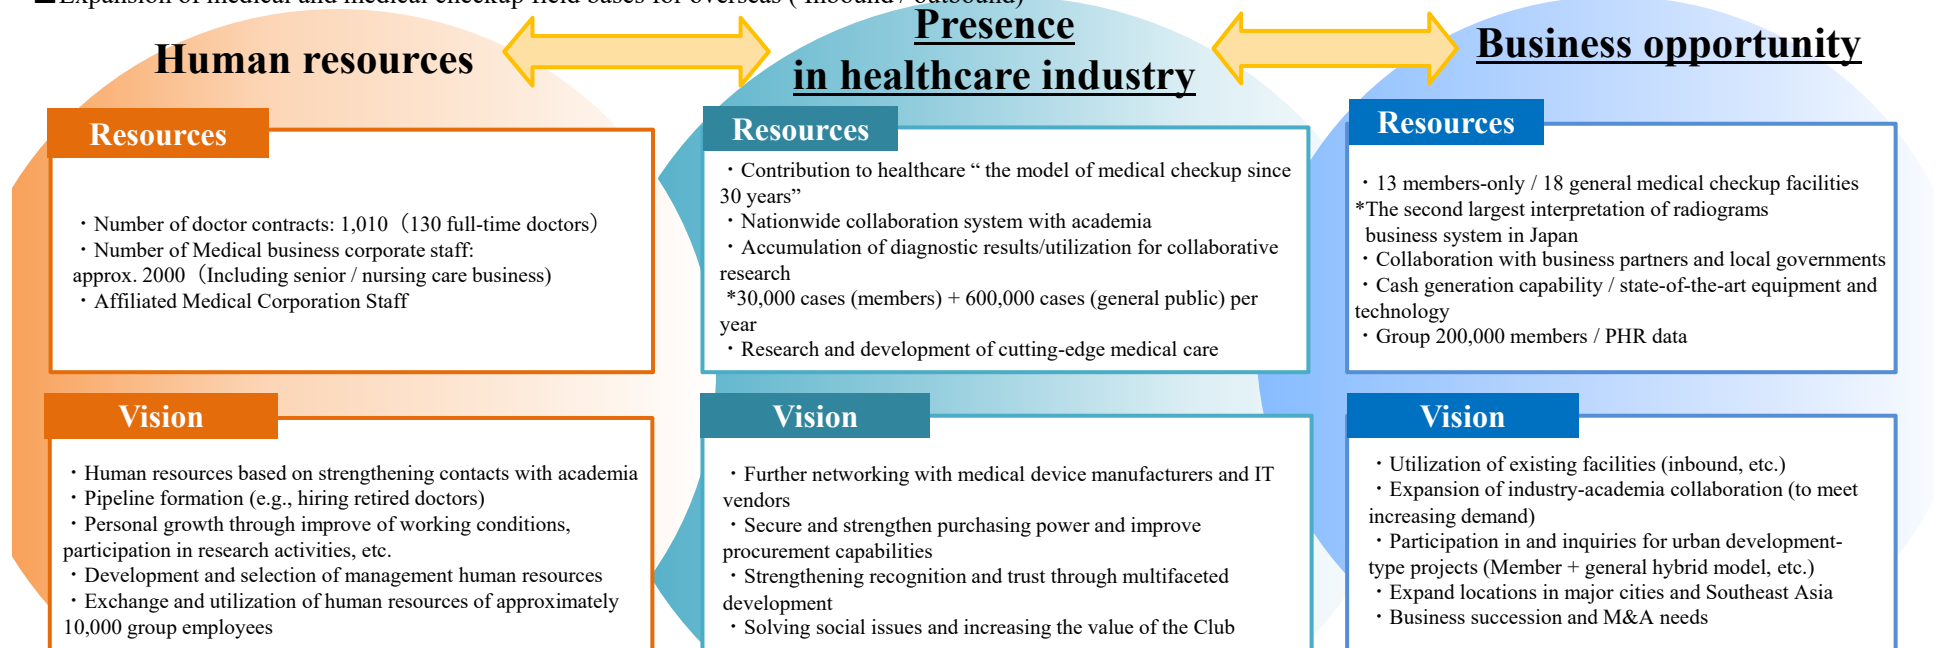 ■Expansion of medical and medical checkup field bases for overseas ( Inbound / outbound)
Human resources
Resources
・Number of doctor contracts: 1,010（130 full-time doctors）
・Number of Medical business corporate staff:
approx. 2000（Including senior / nursing care business)
・Affiliated Medical Corporation Staff
Vision
・Human resources based on strengthening contacts with academia
・Pipeline formation (e.g., hiring retired doctors)
・Personal growth through improve of working conditions,
participation in research activities, etc.
・Development and selection of management human resources
・Exchange and utilization of human resources of approximately
10,000 group employees
Presence
in healthcare industry
Resources
・Contribution to healthcare “ the model of medical checkup since
30 years”
・Nationwide collaboration system with academia
・Accumulation of diagnostic results/utilization for collaborative
research
*30,000 cases (members) + 600,000 cases (general public) per
year
・Research and development of cutting-edge medical care
Vision
・Further networking with medical device manufacturers and IT
vendors
・Secure and strengthen purchasing power and improve
procurement capabilities
・Strengthening recognition and trust through multifaceted
development
・Solving social issues and increasing the value of the Club
Business opportunity
Resources
・13 members-only / 18 general medical checkup facilities
*The second largest interpretation of radiograms
business system in Japan
・Collaboration with business partners and local governments
・Cash generation capability / state-of-the-art equipment and
technology
・Group 200,000 members / PHR data
Vision
・Utilization of existing facilities (inbound, etc.)
・Expansion of industry-academia collaboration (to meet
increasing demand)
・Participation in and inquiries for urban development-
type projects (Member + general hybrid model, etc.)
・Expand locations in major cities and Southeast Asia
・Business succession and M&A needs